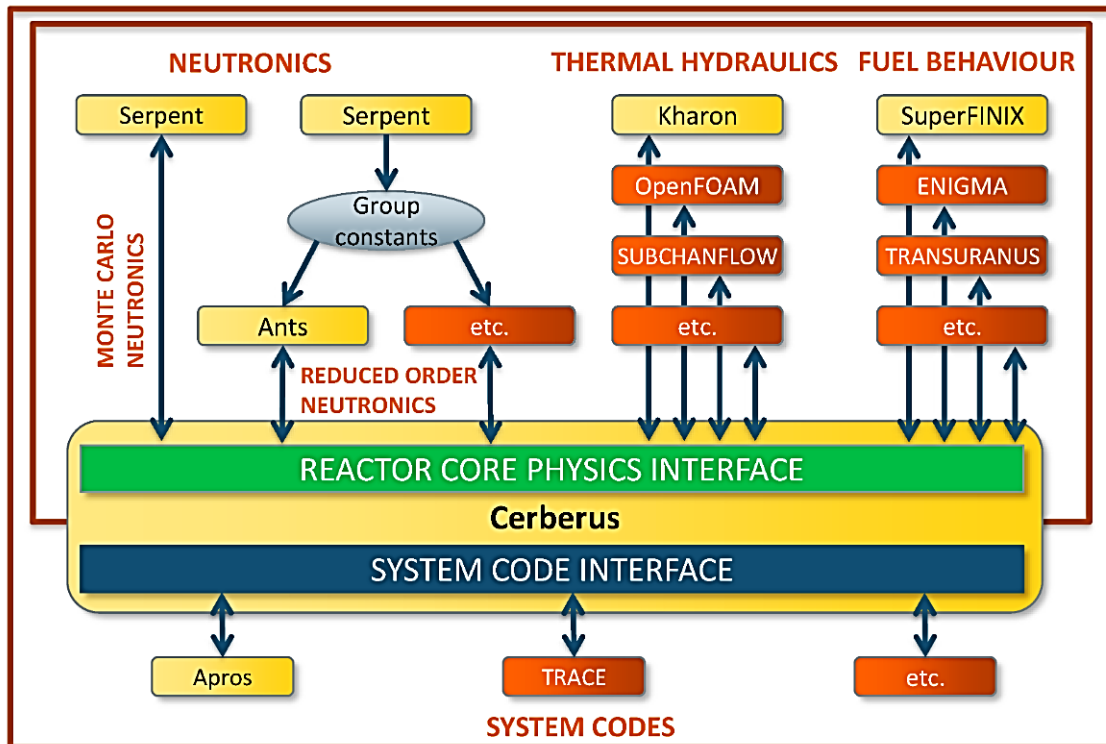 NEUTRONICS
THERMAL HYDRAULICS
FUEL BEHAVIOUR
Serpent
Serpent
Kharon
SuperFINIX
OpenFOAM
ENIGMA
Group
constants
SUBCHANFLOW
TRANSURANUS
MONTE CARLO
NEUTRONICS
Ants
etc.
etc.
etc.
REDUCED ORDER
NEUTRONICS
REACTOR CORE PHYSICS INTERFACE
Cerberus
SYSTEM CODE INTERFACE
Apros
TRACE
etc.
SYSTEM CODES